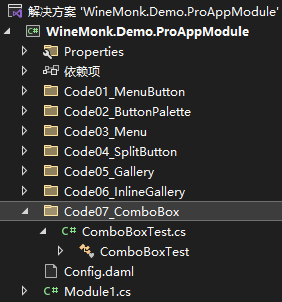 解决方案 'WineMonk.Demo.ProAppModule'
C# WineMonk.Demo.ProAppModule
Properties
依赖项
Code01_MenuButton
Code02_ButtonPalette
Code03_Menu
Code04_SplitButton
Code05_Gallery
Code06_InlineGallery
Code07_ComboBox
C# ComboBoxTest.cs
ComboBoxTest
Config.daml
C# Module1.cs